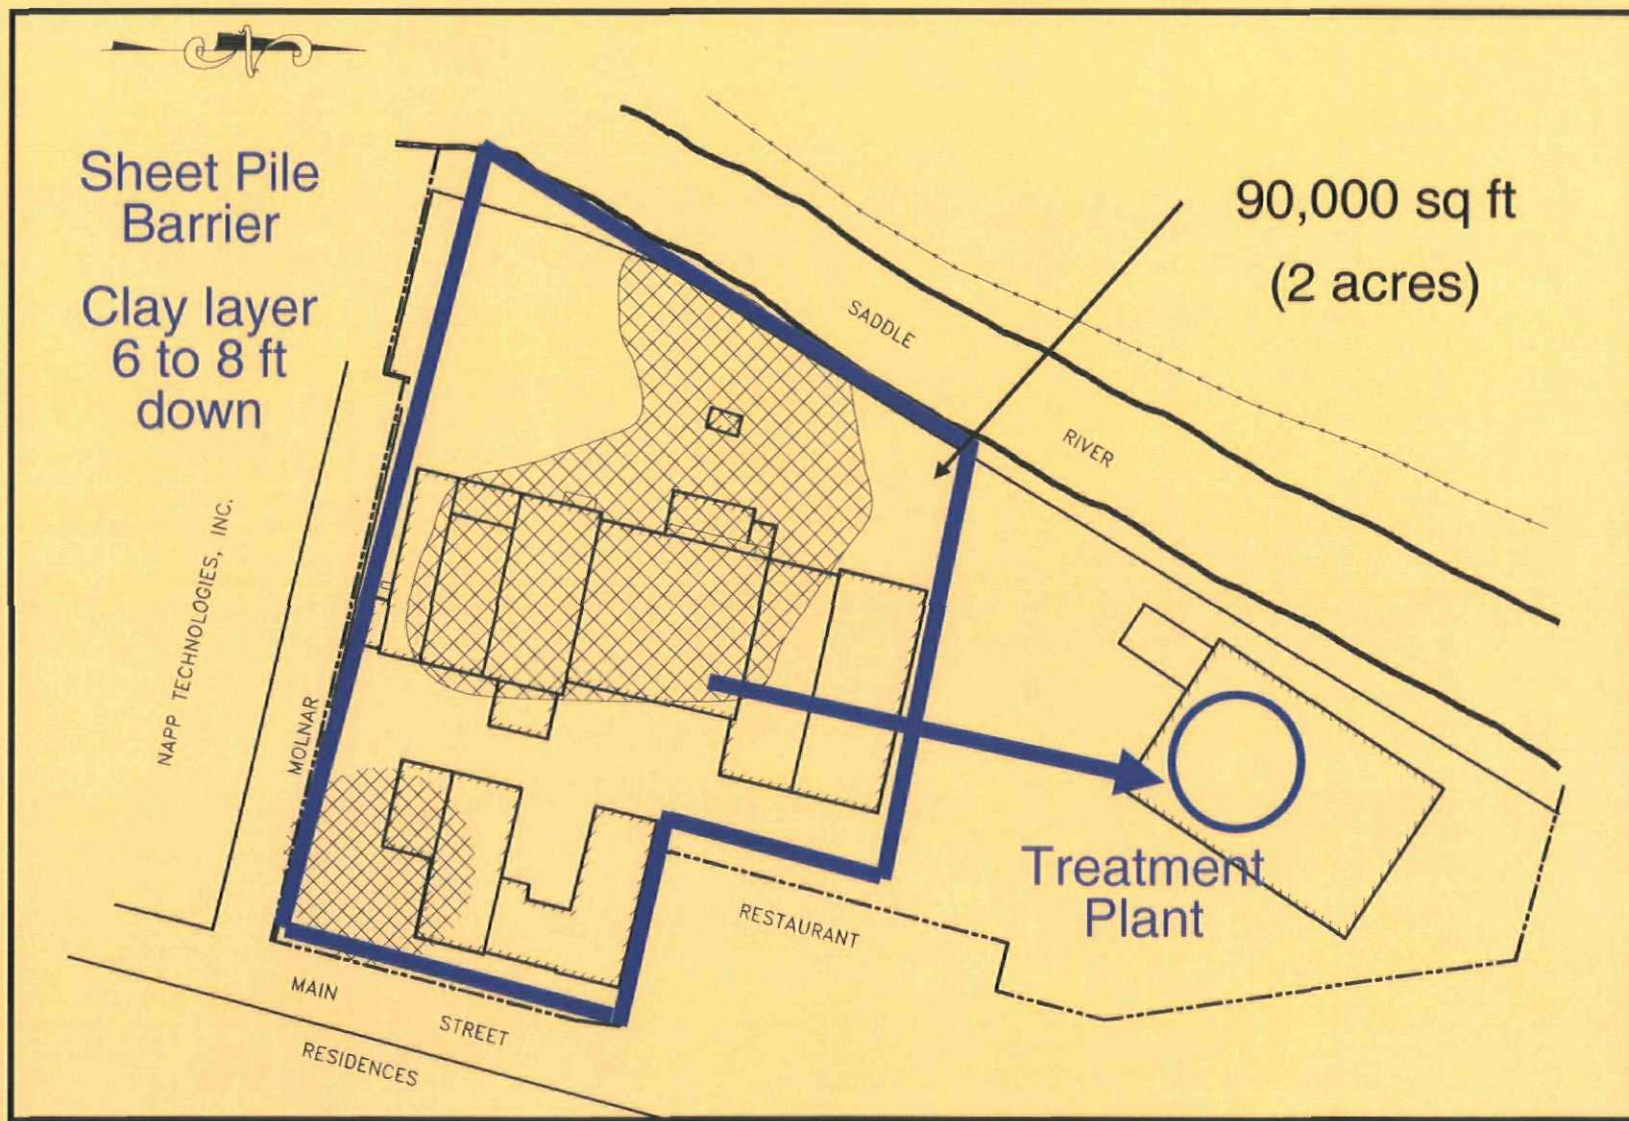 Sheet Pile
Barrier
Clay layer
6 to 8 ft
down
90,000 sq ft
(2 acres)
SADDLE
RIVER
NAPP TECHNOLOGIES, INC.
MOLNAR
Treatment
Plant
RESTAURANT
MAIN
STREET
RESIDENCES